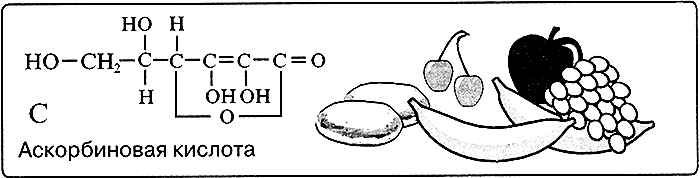 HO H
HO—CH₂—C—C—C=C—C=O
H OH OH
O
C
Аскорбиновая кислота